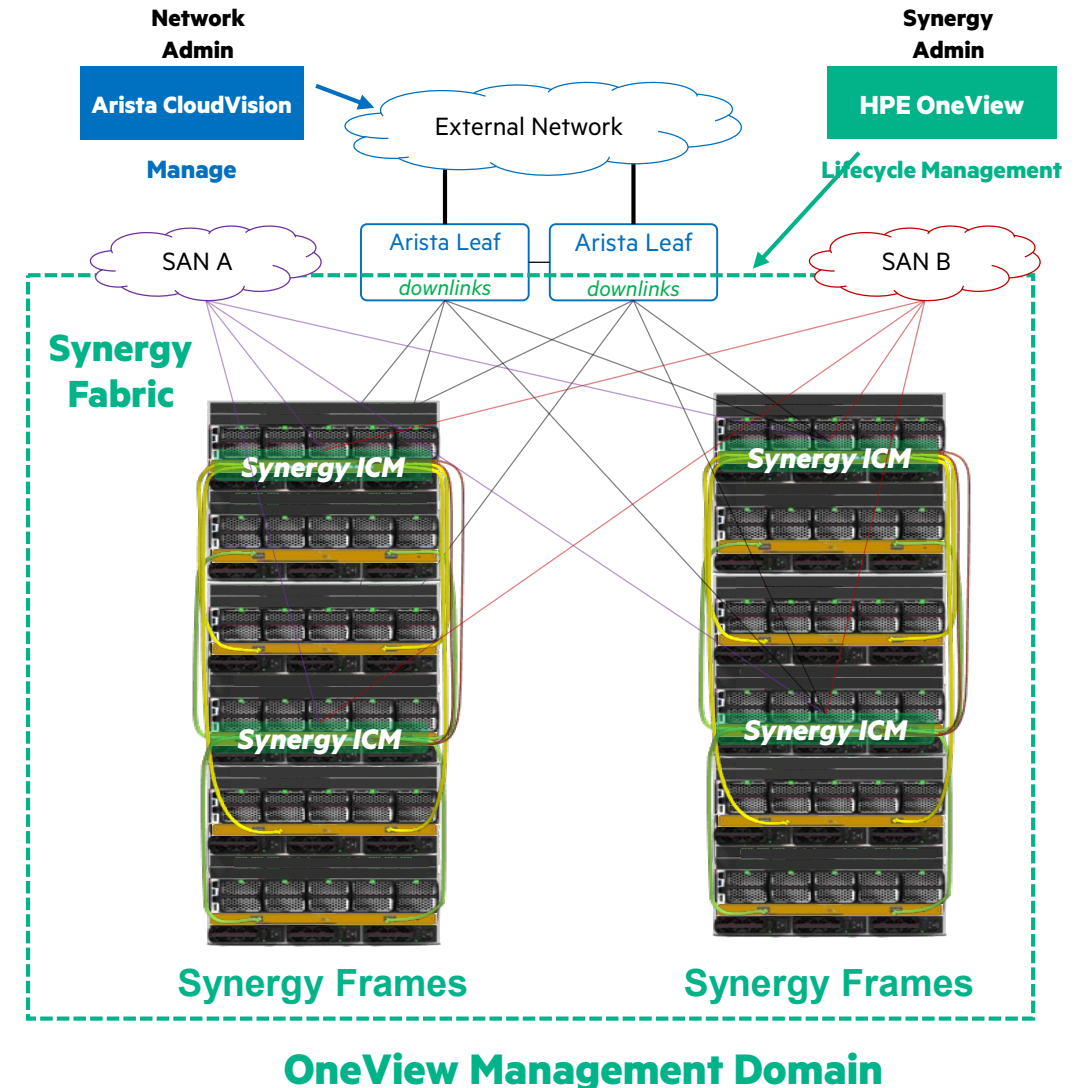 Network
Admin
Synergy
Admin
Arista CloudVision
HPE OneView
External Network
Manage
Lifecycle Management
Arista Leaf
Arista Leaf
SAN A
SAN B
downlinks
downlinks
Synergy
Fabric
Synergy ICM
Synergy ICM
Synergy ICM
Synergy ICM
Synergy Frames
Synergy Frames
OneView Management Domain